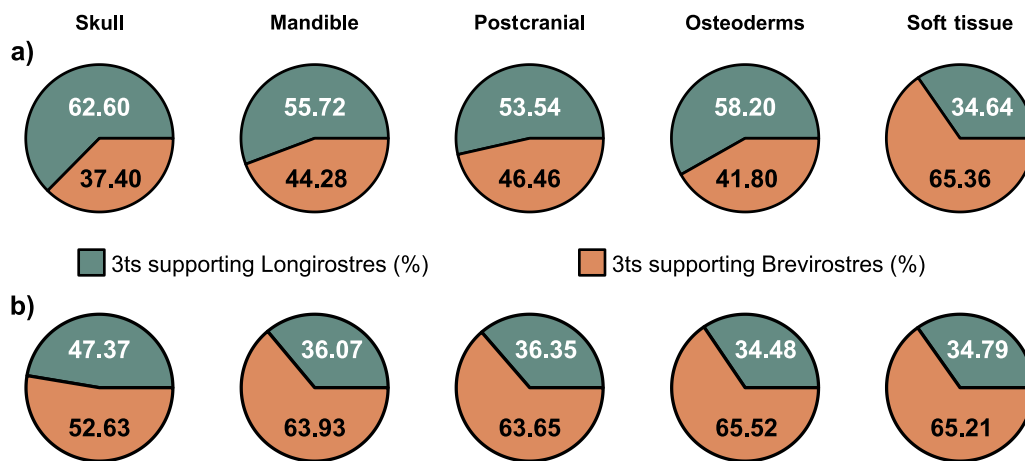 Skull Mandible Postcranial Osteoderms Soft tissue
a)
62.60 55.72 53.54 58.20 34.64
37.40 44.28 46.46 41.80 65.36
3ts supporting Longirostres (%) 3ts supporting Brevirostres (%)
b)
47.37 36.07 36.35 34.48 34.79
52.63 63.93 63.65 65.52 65.21